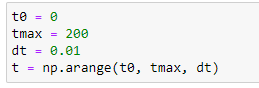 t0 = 0
tmax = 200
dt = 0.01
t = np.arange(t0, tmax, dt)